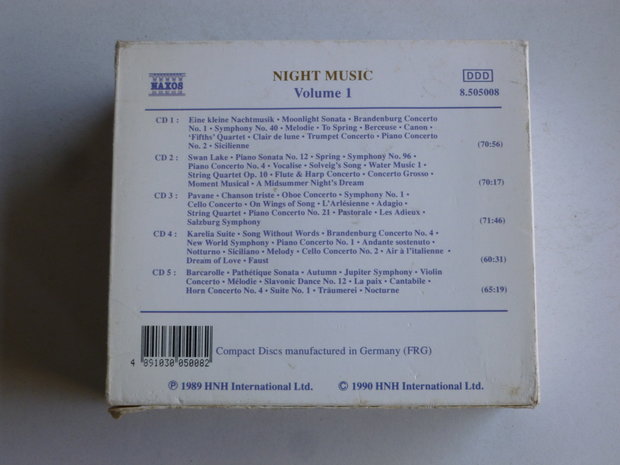 NAXOS
NIGHT MUSIC
DDD
Volume 1
8.505008
CD 1 : Eine kleine Nachtmusik • Moonlight Sonata • Brandenburg Concerto
No. 1 • Symphony No. 40 • Melodie • To Spring • Berceuse • Canon •
‘Fifths’ Quartet • Clair de lune • Trumpet Concerto • Piano Concerto
No. 2 • Sicilienne (70:56)
CD 2 : Swan Lake • Piano Sonata No. 12 • Spring • Symphony No. 96 •
Piano Concerto No. 4 • Vocalise • Solveig's Song • Water Music 1 •
String Quartet Op. 10 • Flute & Harp Concerto • Concerto Grosso •
Moment Musical • A Midsummer Night's Dream (70:17)
CD 3 : Pavane • Chanson triste • Oboe Concerto • Symphony No. 1 •
Cello Concerto • On Wings of Song • L'Arlésienne • Adagio •
String Quartet • Piano Concerto No. 21 • Pastorale • Les Adieux •
Salzburg Symphony (71:46)
CD 4 : Karelia Suite • Song Without Words • Brandenburg Concerto No. 4 •
New World Symphony • Piano Concerto No. 1 • Andante sostenuto •
Notturno • Siciliano • Melody • Cello Concerto No. 2 • Air à l'italienne •
Dream of Love • Faust (60:31)
CD 5 : Barcarolle • Pathétique Sonata • Autumn • Jupiter Symphony • Violin
Concerto • Mélodie • Slavonic Dance No. 12 • La paix • Cantabile •
Horn Concerto No. 4 • Suite No. 1 • Träumerei • Nocturne (65:19)
4 891030 050082
Compact Discs manufactured in Germany (FRG)
℗ 1989 HNH International Ltd. © 1990 HNH International Ltd.